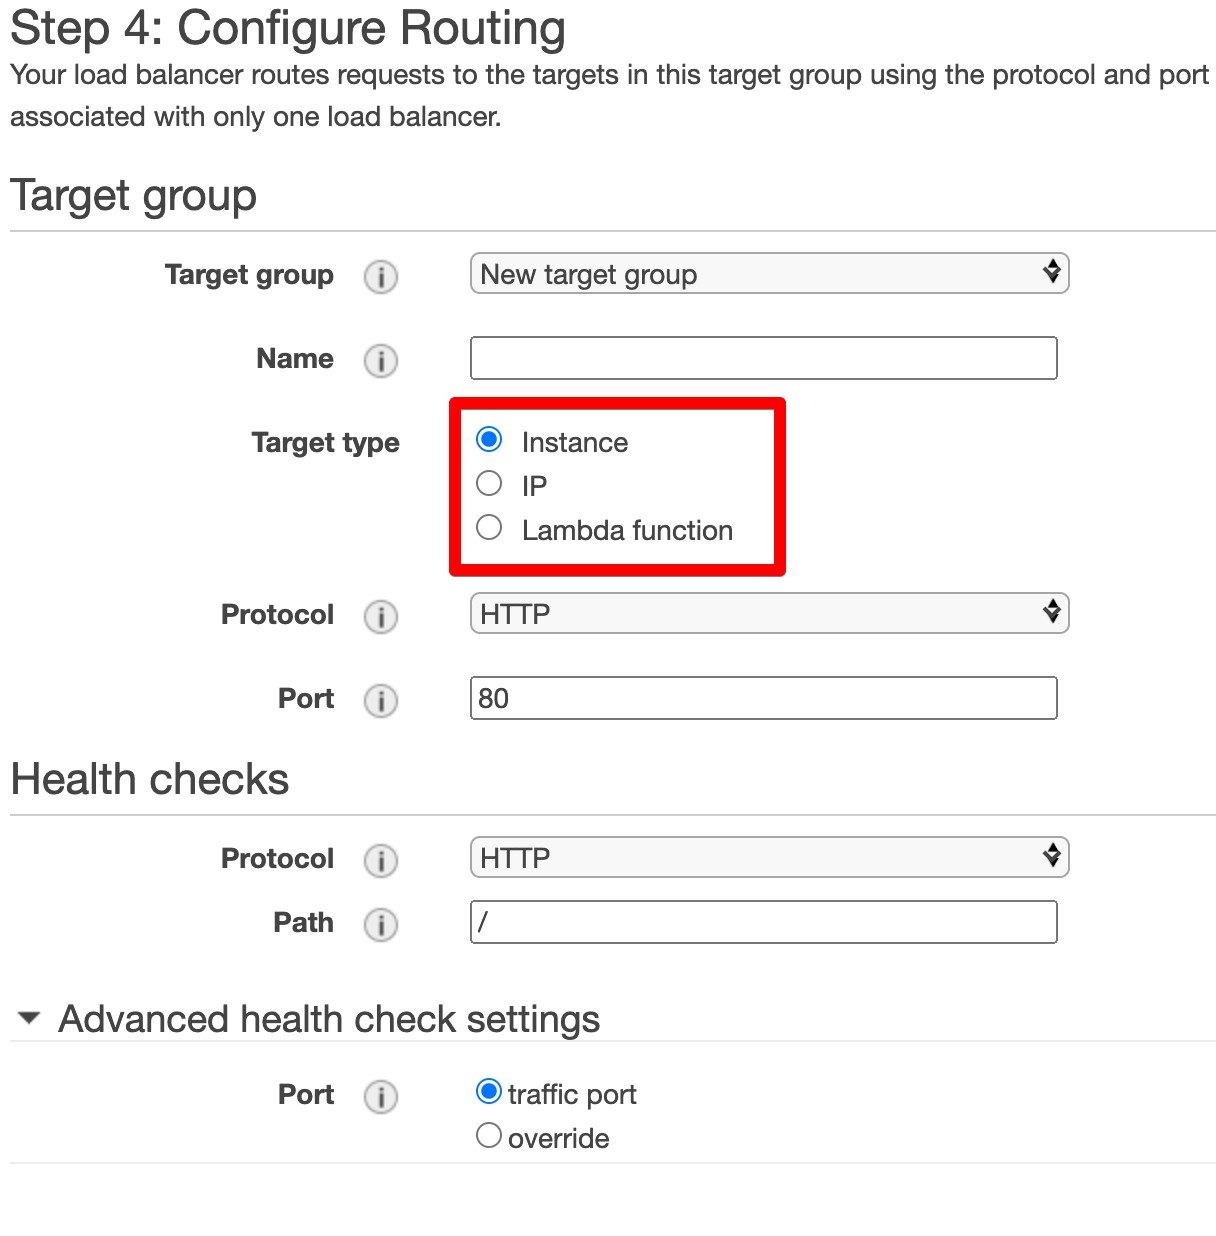 Step 4: Configure Routing
Your load balancer routes requests to the targets in this target group using the protocol and port
associated with only one load balancer.
Target group
Target group i New target group
Name i
Target type Instance
IP
Lambda function
Protocol i HTTP
Port i 80
Health checks
Protocol i HTTP
Path i /
Advanced health check settings
Port i traffic port
override